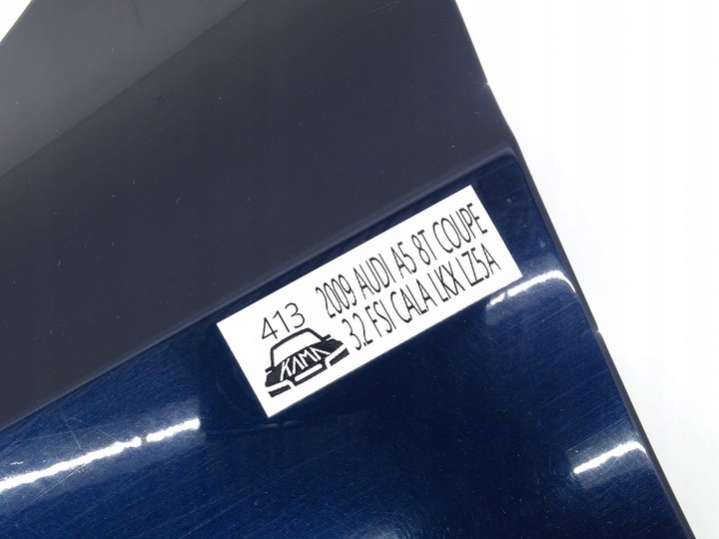 413
KAMA
2009 AUDI A5 8T COUPE
3.2 FSI CALA LKX LZ5A